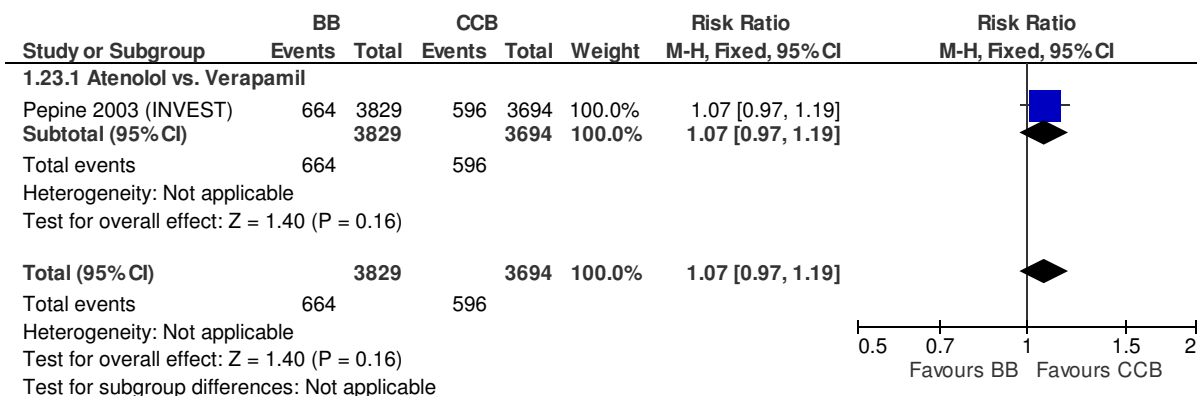 BB CCB Risk Ratio Risk Ratio
Study or Subgroup Events Total Events Total Weight M-H, Fixed, 95% CI M-H, Fixed, 95% CI
1.23.1 Atenolol vs. Verapamil
Pepine 2003 (INVEST) 664 3829 596 3694 100.0% 1.07 [0.97, 1.19]
Subtotal (95% CI) 3829 3694 100.0% 1.07 [0.97, 1.19]
Total events 664 596
Heterogeneity: Not applicable
Test for overall effect: Z = 1.40 (P = 0.16)
Total (95% CI) 3829 3694 100.0% 1.07 [0.97, 1.19]
Total events 664 596
Heterogeneity: Not applicable
Test for overall effect: Z = 1.40 (P = 0.16)
Test for subgroup differences: Not applicable
0.5 0.7 1 1.5 2
Favours BB Favours CCB